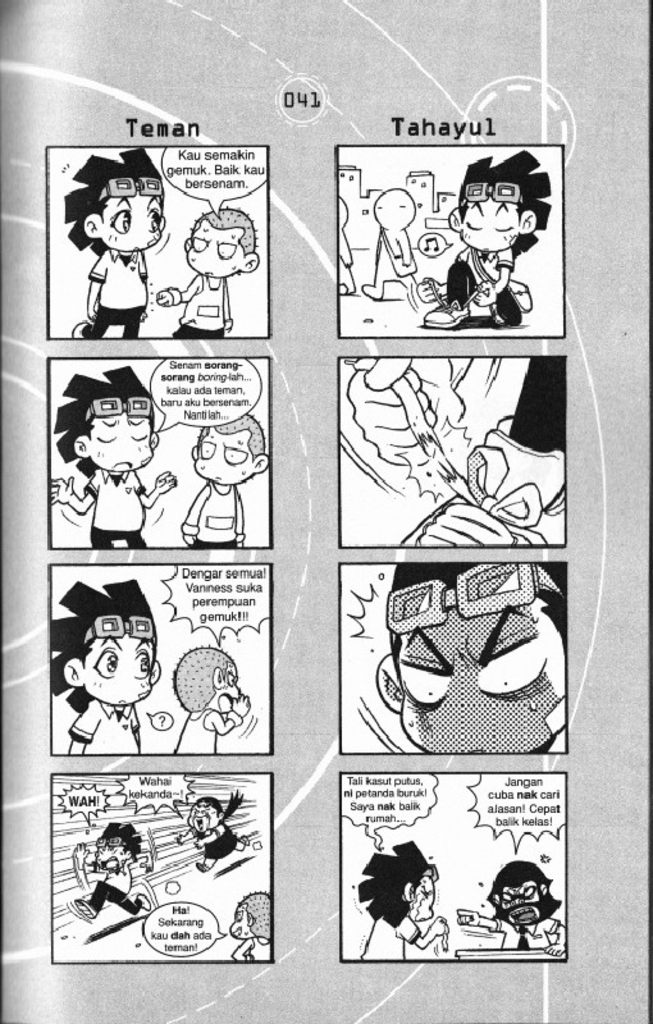 041
Teman
Kau semakin
gemuk. Baik kau
bersenam.
Senam sorang-
sorang boring-lah...
kalau ada teman,
baru aku bersenam.
Nantilah...
Dengar semua!
Vanness suka
perempuan
gemuk!!!
?
WAH!
Wahai
kekanda~!
Ha!
Sekarang
kau dah ada
teman!
Tahayul
Tali kasut putus,
ni petanda buruk!
Saya nak balik
rumah...
Jangan
cuba nak cari
alasan! Cepat
balik kelas!